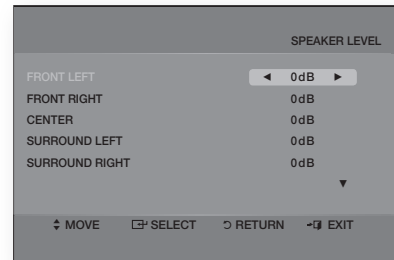 SPEAKER LEVEL
FRONT LEFT ◄ 0dB ►
FRONT RIGHT 0dB
CENTER 0dB
SURROUND LEFT 0dB
SURROUND RIGHT 0dB
▼
MOVE SELECT RETURN EXIT